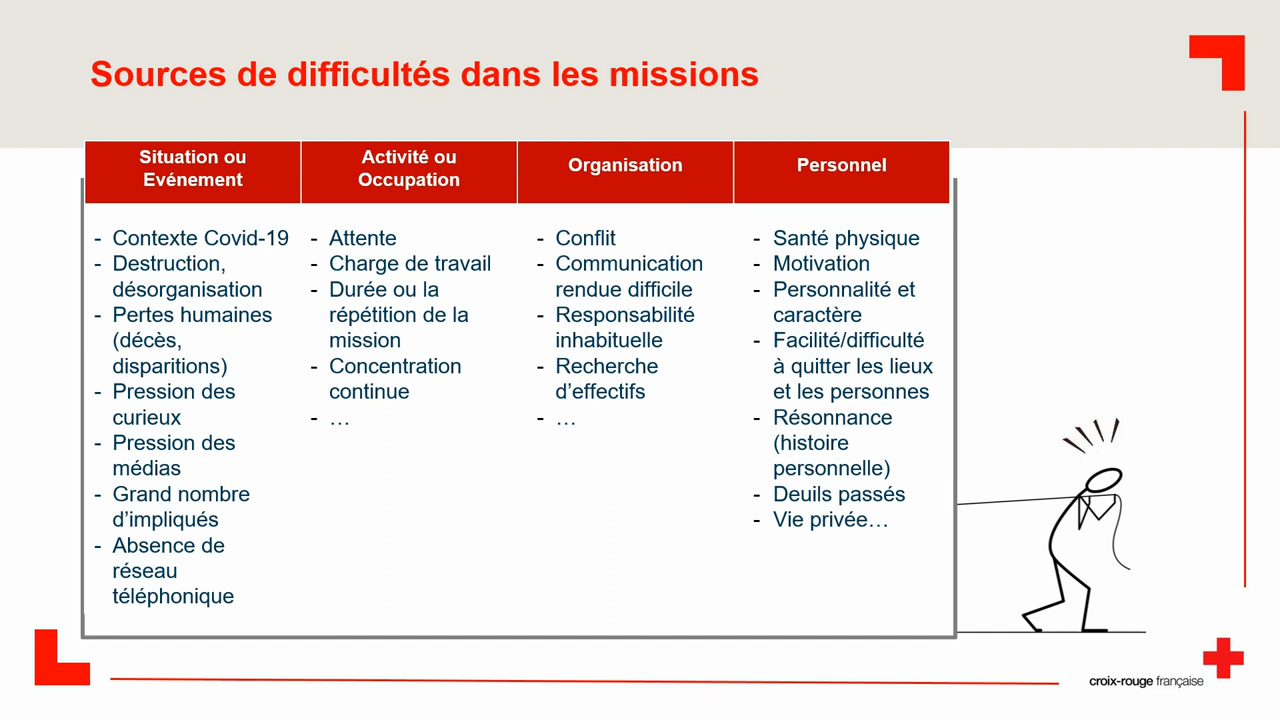 Sources de difficultés dans les missions
Situation ou
Evénement
Activité ou
Occupation
Organisation
Personnel
- Contexte Covid-19
- Destruction,
désorganisation
- Pertes humaines
(décès,
disparitions)
- Pression des
curieux
- Pression des
médias
- Grand nombre
d’impliqués
- Absence de
réseau
téléphonique
- Attente
- Charge de travail
- Durée ou la
répétition de la
mission
- Concentration
continue
- …
- Conflit
- Communication
rendue difficile
- Responsabilité
inhabituelle
- Recherche
d’effectifs
- …
- Santé physique
- Motivation
- Personnalité et
caractère
- Facilité/difficulté
à quitter les lieux
et les personnes
- Résonnance
(histoire
personnelle)
- Deuils passés
- Vie privée…
croix-rouge française